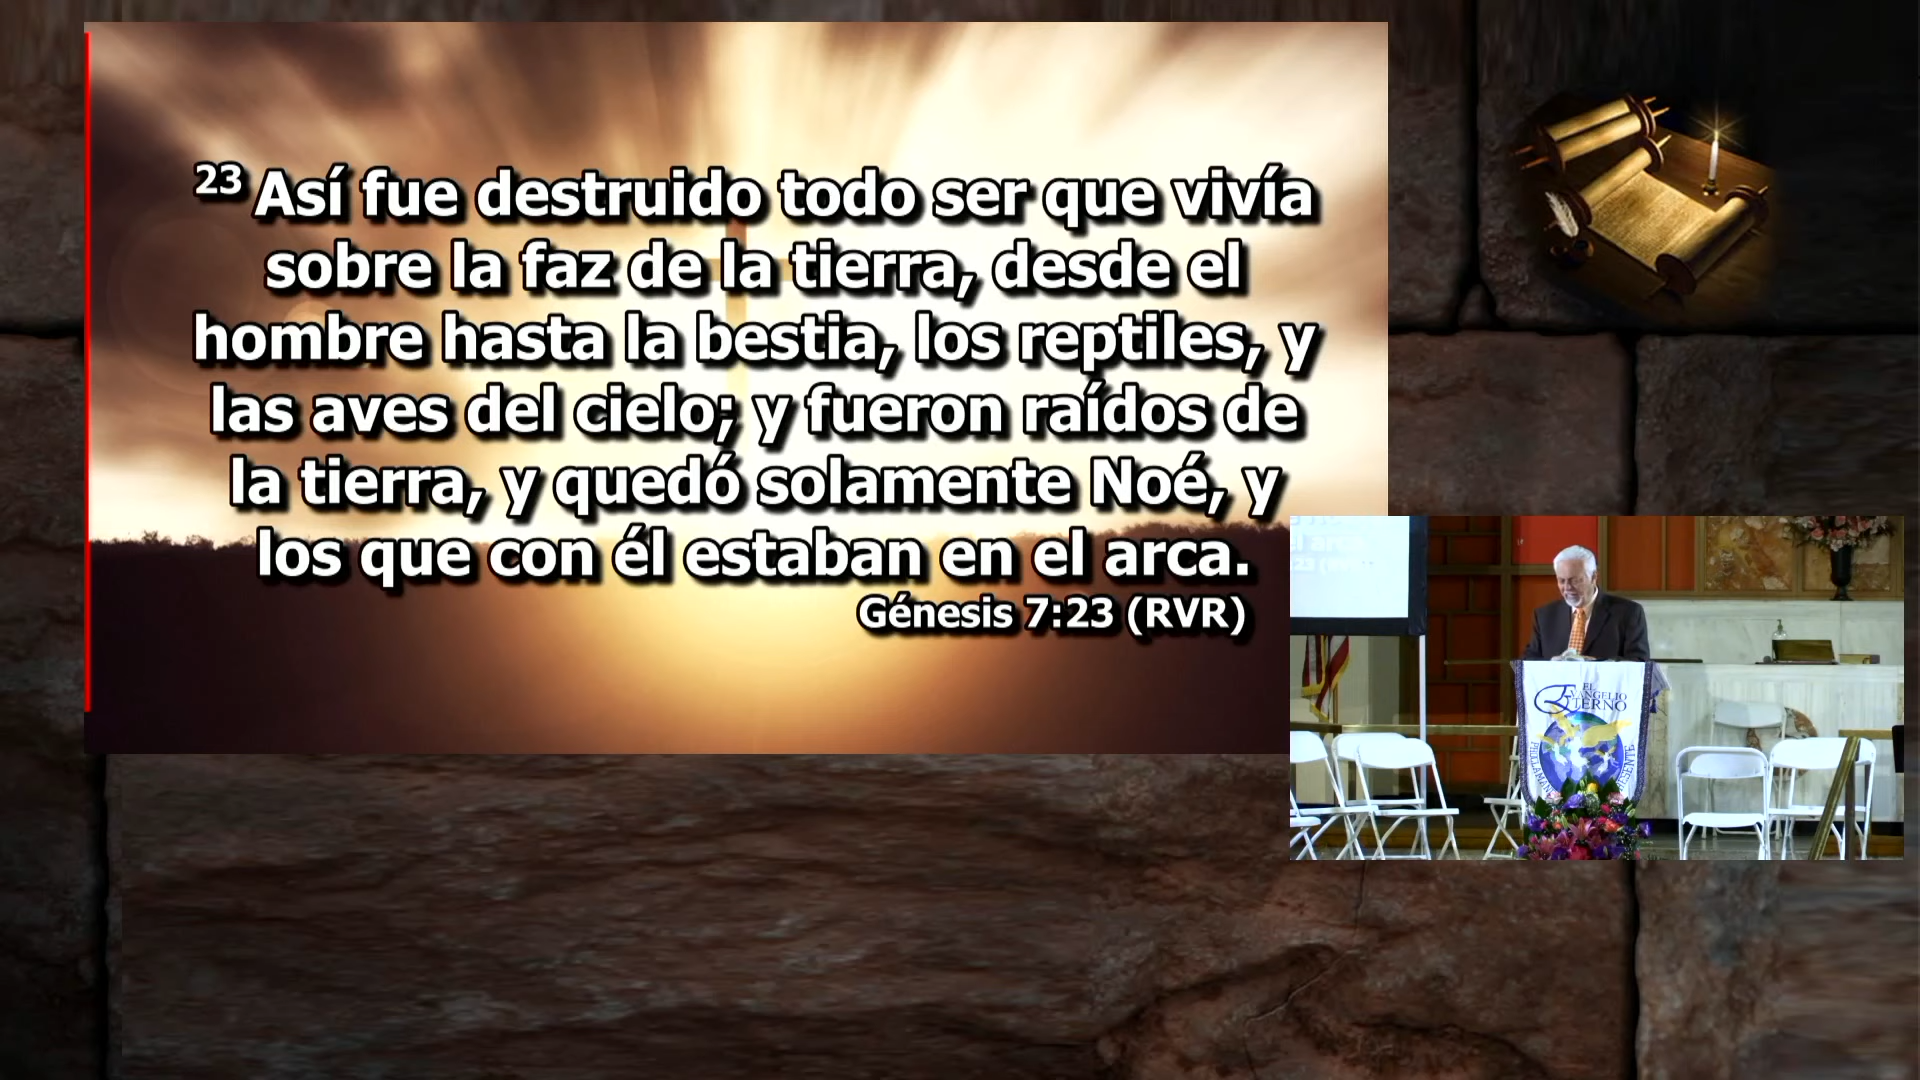 23 Así fue destruido todo ser que vivía
sobre la faz de la tierra, desde el
hombre hasta la bestia, los reptiles, y
las aves del cielo; y fueron raídos de
la tierra, y quedó solamente Noé, y
los que con él estaban en el arca.
Génesis 7:23 (RVR)
el arca.
EL
EVANGELIO
ETERNO